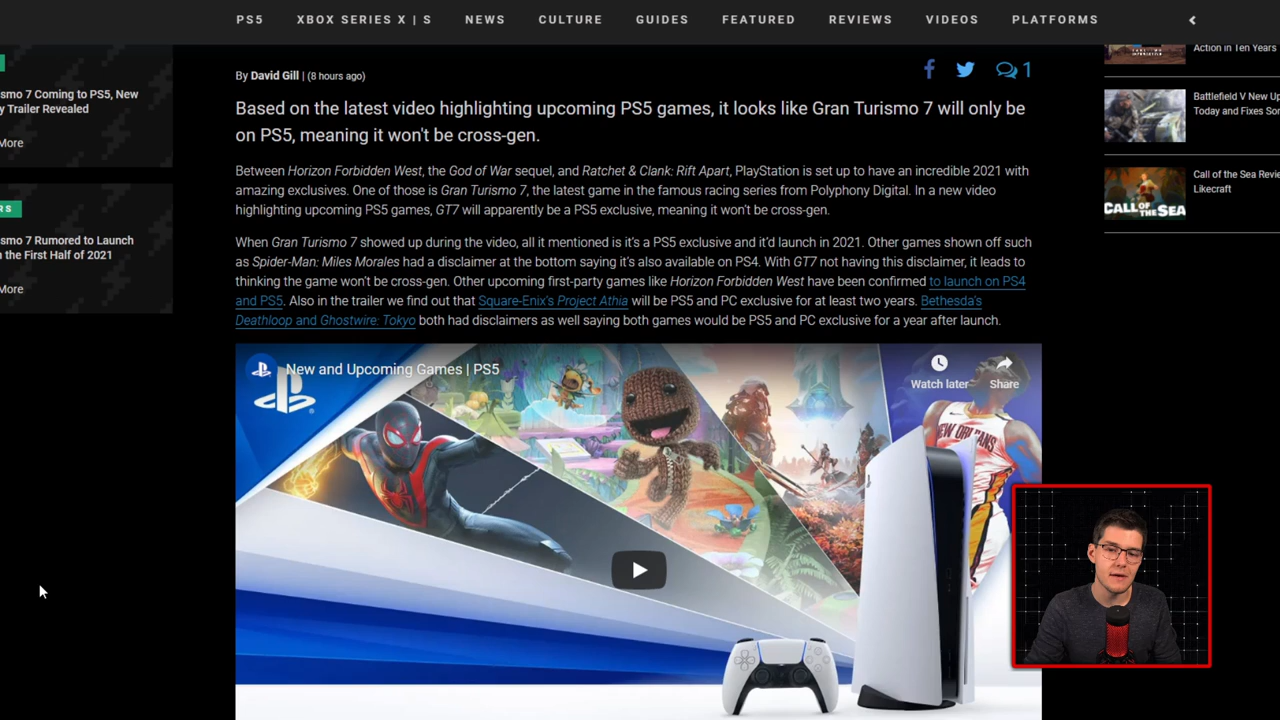 PS5 XBOX SERIES X | S NEWS CULTURE GUIDES FEATURED REVIEWS VIDEOS PLATFORMS
smo 7 Coming to PS5, New
y Trailer Revealed
More
RS
smo 7 Rumored to Launch
n the First Half of 2021
More
By David Gill | (8 hours ago)
1
Based on the latest video highlighting upcoming PS5 games, it looks like Gran Turismo 7 will only be
on PS5, meaning it won't be cross-gen.
Between Horizon Forbidden West, the God of War sequel, and Ratchet & Clank: Rift Apart, PlayStation is set up to have an incredible 2021 with
amazing exclusives. One of those is Gran Turismo 7, the latest game in the famous racing series from Polyphony Digital. In a new video
highlighting upcoming PS5 games, GT7 will apparently be a PS5 exclusive, meaning it won't be cross-gen.
When Gran Turismo 7 showed up during the video, all it mentioned is it's a PS5 exclusive and it'd launch in 2021. Other games shown off such
as Spider-Man: Miles Morales had a disclaimer at the bottom saying it's also available on PS4. With GT7 not having this disclaimer, it leads to
thinking the game won't be cross-gen. Other upcoming first-party games like Horizon Forbidden West have been confirmed to launch on PS4
and PS5. Also in the trailer we find out that Square-Enix's Project Athia will be PS5 and PC exclusive for at least two years. Bethesda's
Deathloop and Ghostwire: Tokyo both had disclaimers as well saying both games would be PS5 and PC exclusive for a year after launch.
New and Upcoming Games | PS5
Watch later
Share
NEW ORLEANS
Action in Ten Years
Battlefield V New Up
Today and Fixes Son
CALL OF THE SEA
Call of the Sea Revie
Likecraft